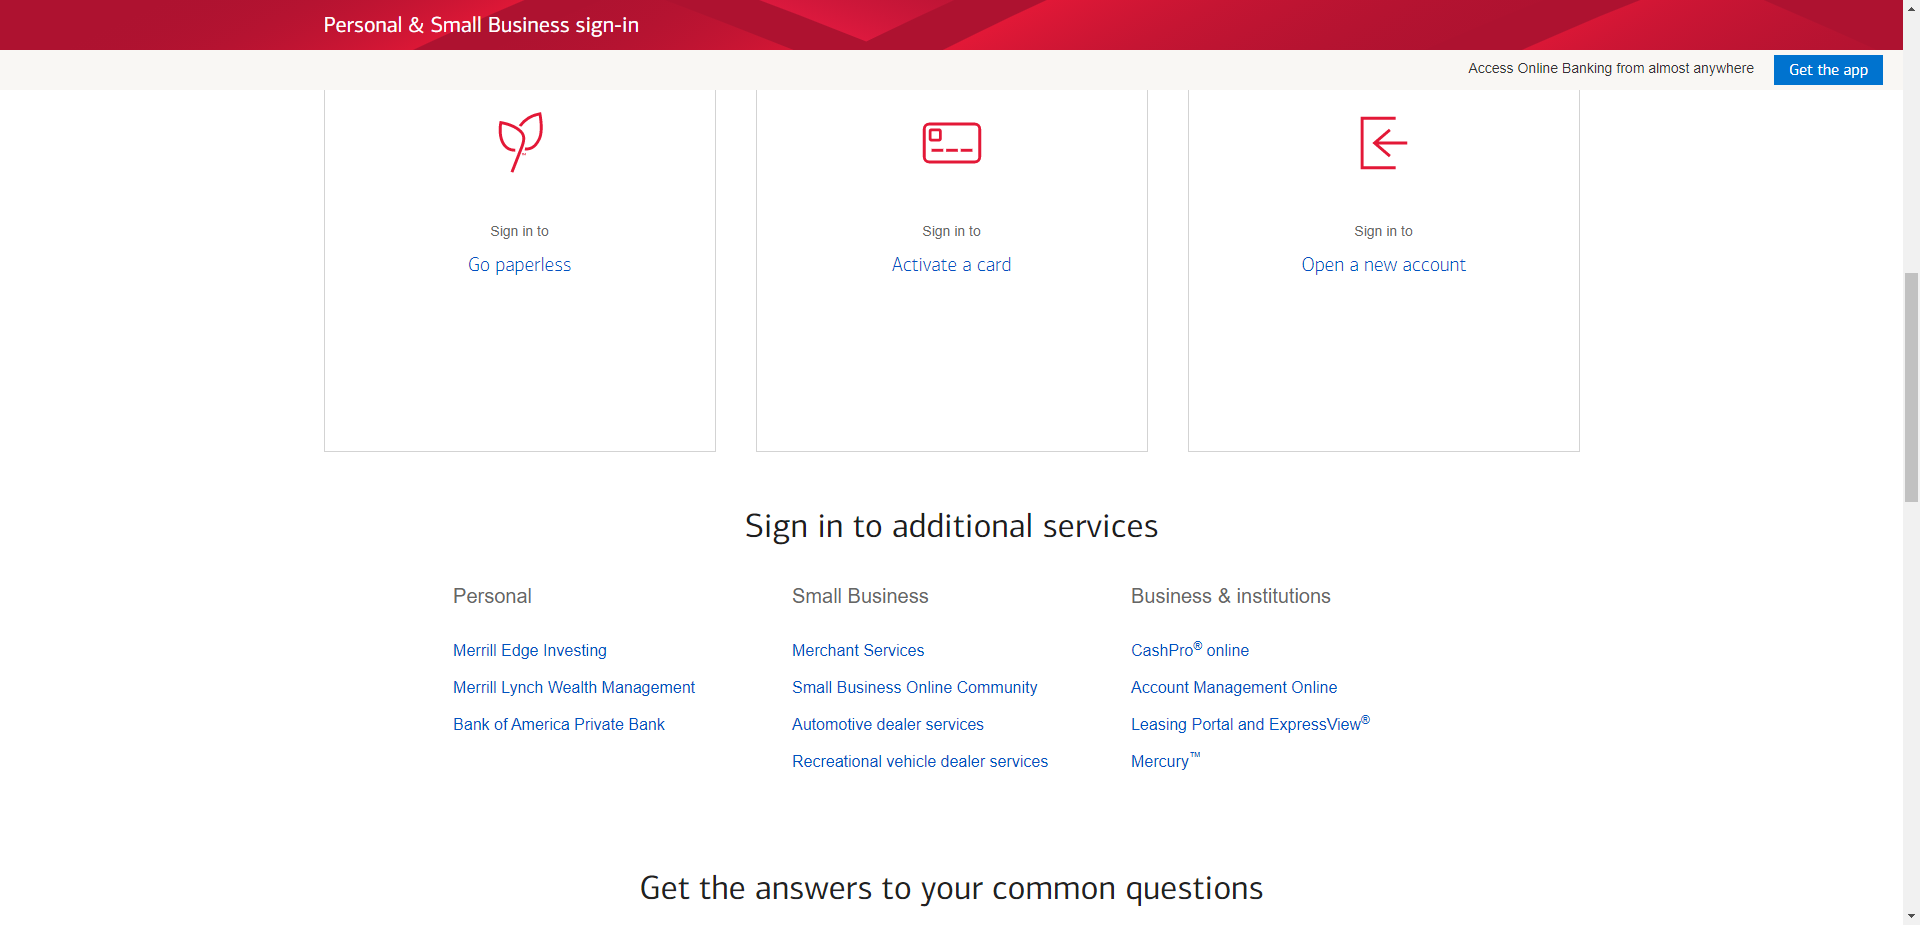 Personal & Small Business sign-in
Access Online Banking from almost anywhere
Get the app
Sign in to
Go paperless
Sign in to
Activate a card
Sign in to
Open a new account
Sign in to additional services
Personal
Merrill Edge Investing
Merrill Lynch Wealth Management
Bank of America Private Bank
Small Business
Merchant Services
Small Business Online Community
Automotive dealer services
Recreational vehicle dealer services
Business & institutions
CashPro® online
Account Management Online
Leasing Portal and ExpressView®
Mercury™
Get the answers to your common questions